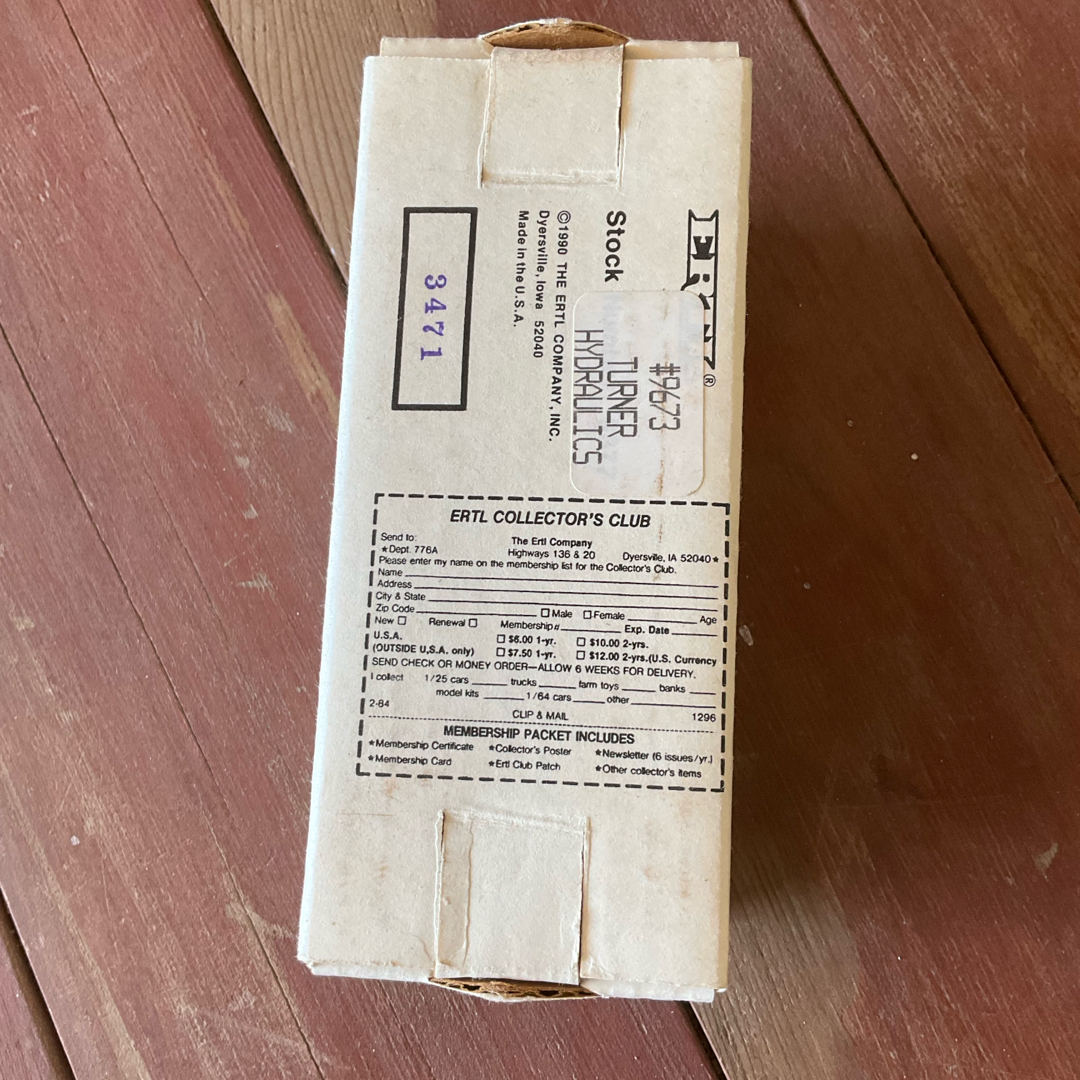 ERTL®
Stock
#9673
TURNER
HYDRAULICS
©1990 THE ERTL COMPANY, INC.
Dyersville, Iowa 52040
Made in the U.S.A.
3471
ERTL COLLECTOR'S CLUB
Send to:
The Ertl Company
★Dept. 776A Highways 136 & 20 Dyersville, IA 52040★
Please enter my name on the membership list for the Collector's Club.
Name
Address
City & State
Zip Code ☐ Male ☐ Female Age
New ☐ Renewal ☐ Membership# Exp. Date
U.S.A. ☐ $6.00 1-yr. ☐ $10.00 2-yrs.
(OUTSIDE U.S.A. only) ☐ $7.50 1-yr. ☐ $12.00 2-yrs.(U.S. Currency
SEND CHECK OR MONEY ORDER—ALLOW 6 WEEKS FOR DELIVERY.
I collect 1/25 cars trucks farm toys banks
model kits 1/64 cars other
2-84 CLIP & MAIL 1296
MEMBERSHIP PACKET INCLUDES
★Membership Certificate ★Collector's Poster ★Newsletter (6 issues/yr.)
★Membership Card ★Ertl Club Patch ★Other collector's items